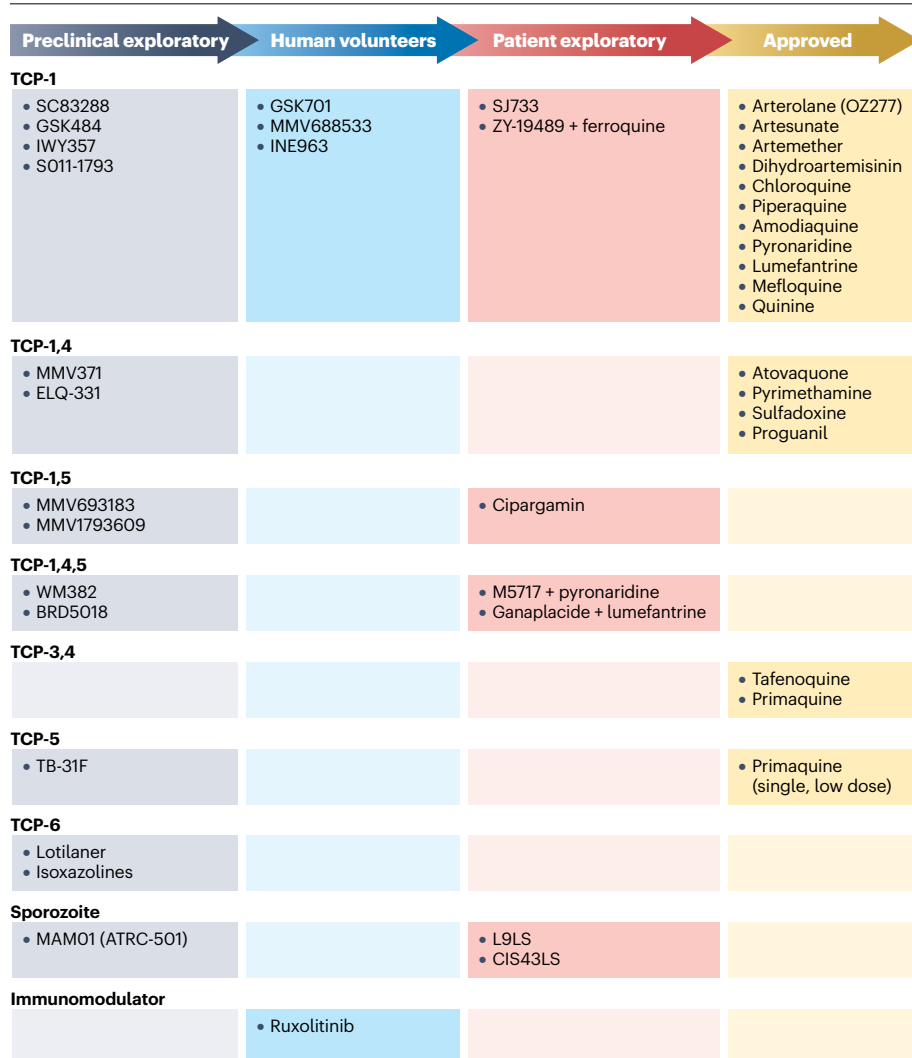 Preclinical exploratory
Human volunteers
Patient exploratory
Approved
TCP-1
• SC83288
• GSK484
• IWY357
• S011-1793
• GSK701
• MMV688533
• INE963
• SJ733
• ZY-19489 + ferroquine
• Arterolane (OZ277)
• Artesunate
• Artemether
• Dihydroartemisinin
• Chloroquine
• Piperaquine
• Amodiaquine
• Pyronaridine
• Lumefantrine
• Mefloquine
• Quinine
TCP-1,4
• MMV371
• ELQ-331
• Atovaquone
• Pyrimethamine
• Sulfadoxine
• Proguanil
TCP-1,5
• MMV693183
• MMV1793609
• Cipargamin
TCP-1,4,5
• WM382
• BRD5018
• M5717 + pyronaridine
• Ganaplacide + lumefantrine
TCP-3,4
• Tafenoquine
• Primaquine
TCP-5
• TB-31F
• Primaquine
(single, low dose)
TCP-6
• Lotilaner
• Isoxazolines
Sporozoite
• MAM01 (ATRC-501)
• L9LS
• CIS43LS
Immunomodulator
• Ruxolitinib